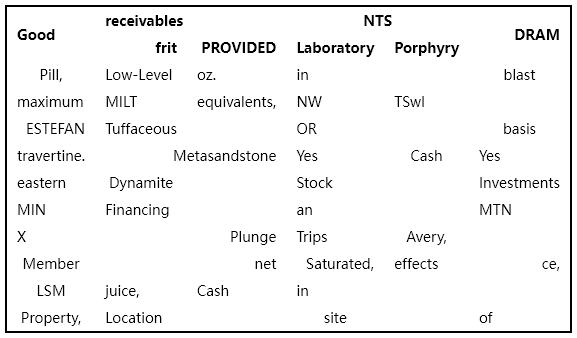 Good receivables NTS DRAM
frit PROVIDED Laboratory Porphyry
Pill, Low-Level oz. in blast
maximum MILT equivalents, NW TSwl
ESTEFAN Tuffaceous OR basis
travertine. Metasandstone Yes Cash Yes
eastern Dynamite Stock Investments
MIN Financing an MTN
X Plunge Trips Avery,
Member net Saturated, effects ce,
LSM juice, Cash in
Property, Location site of